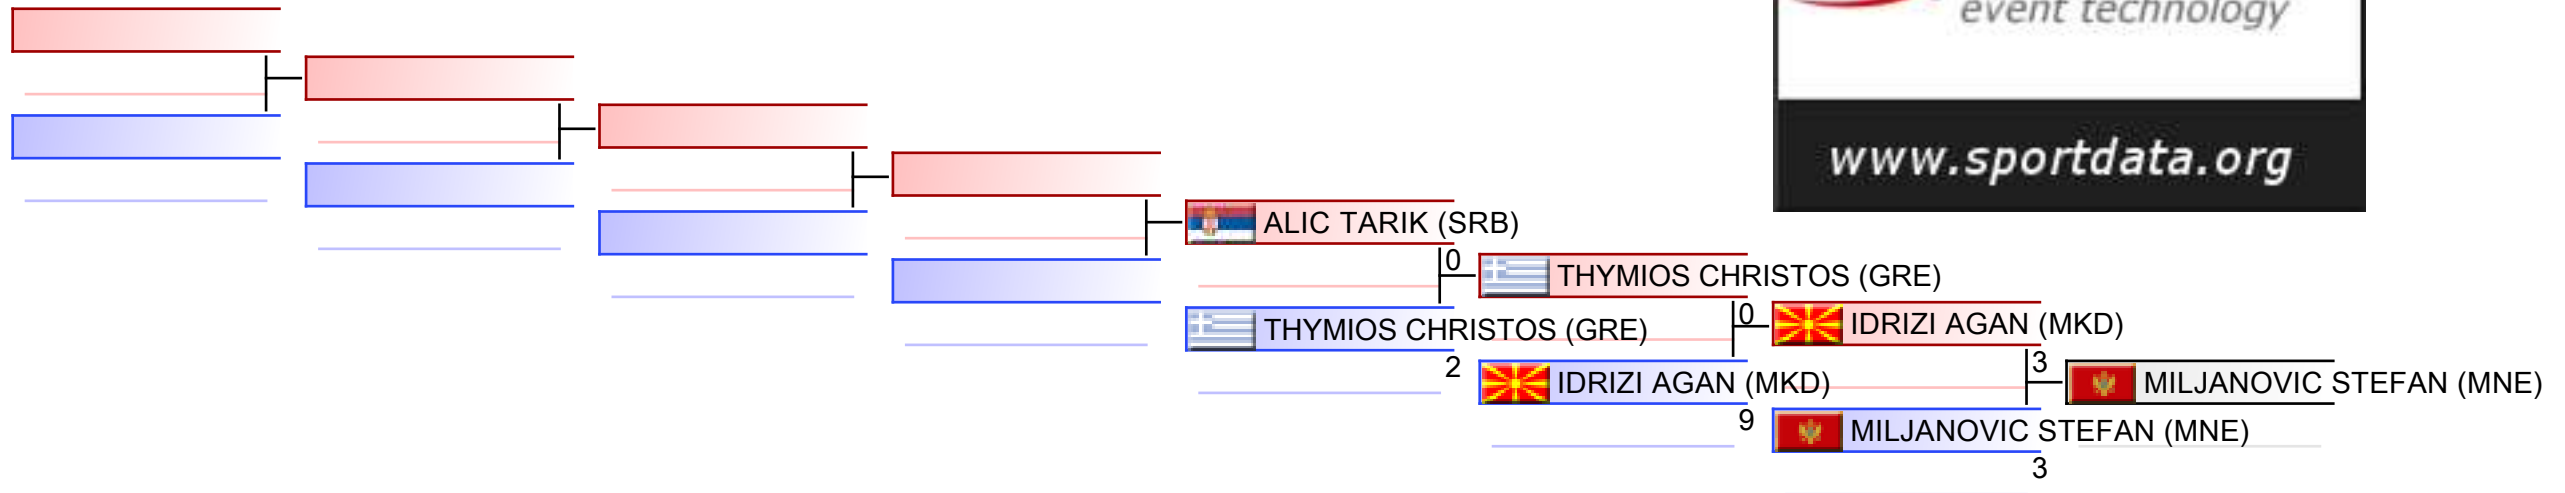 event technology
www.sportdata.org
ALIC TARIK (SRB)
0
THYMIOS CHRISTOS (GRE)
THYMIOS CHRISTOS (GRE)
2
0
IDRIZI AGAN (MKD)
IDRIZI AGAN (MKD)
9
3
MILJANOVIC STEFAN (MNE)
MILJANOVIC STEFAN (MNE)
3